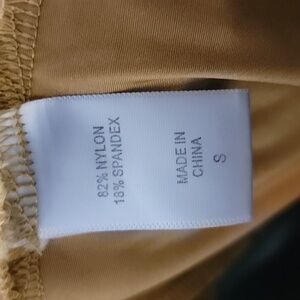 82% NYLON
18% SPANDEX
MADE IN
CHINA
S